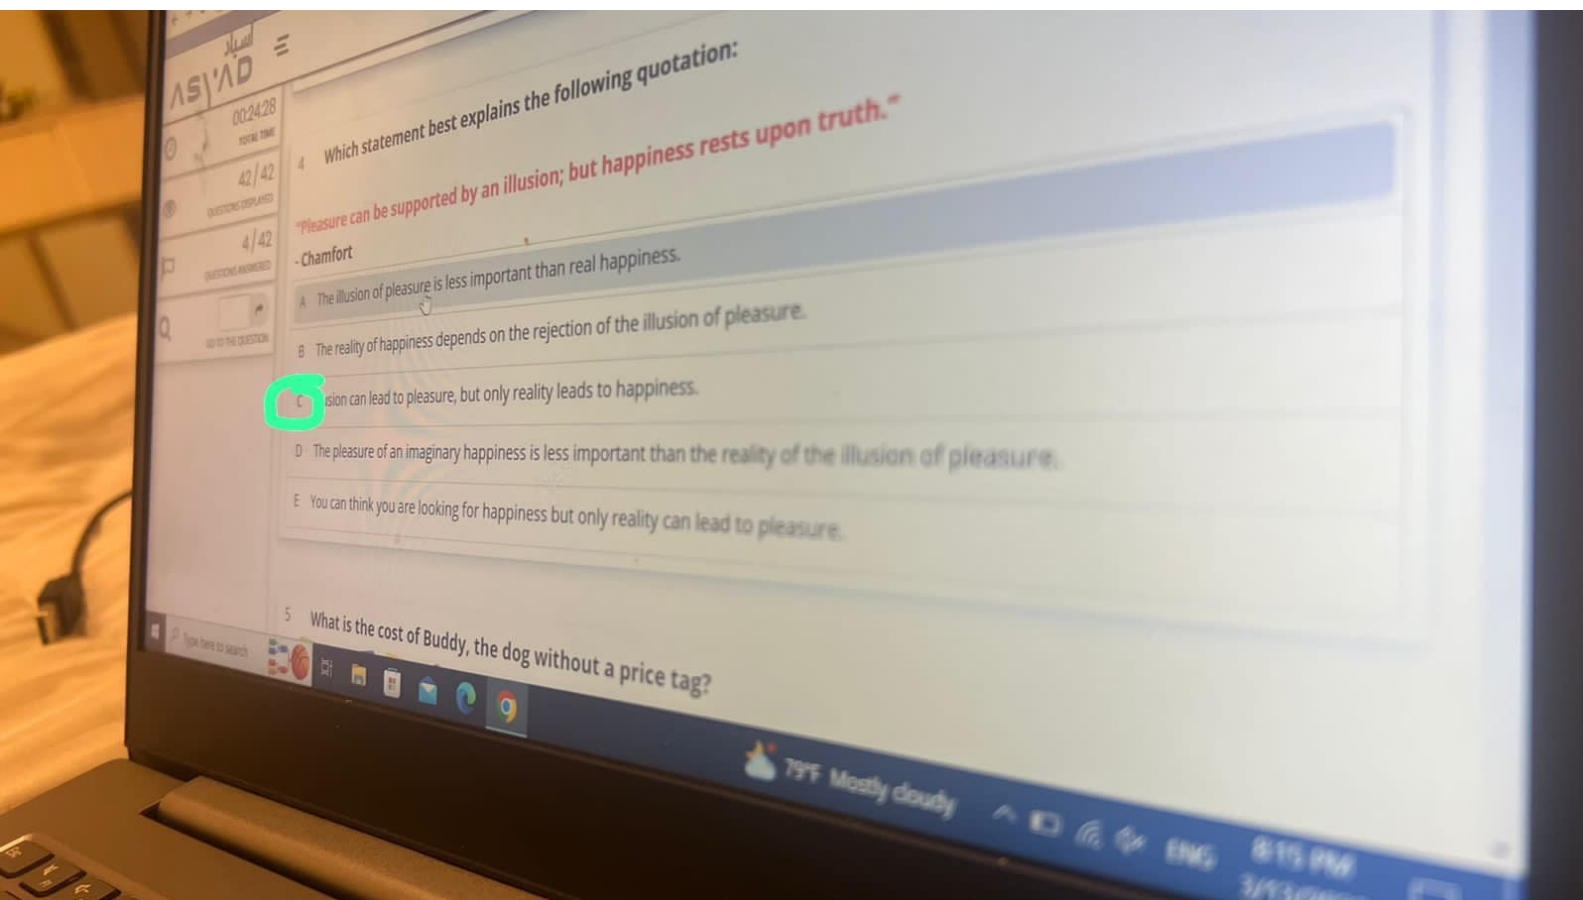 أسياد
ASYAD
00:24:28
TOTAL TIME
42/42
QUESTIONS DISPLAYED
4/42
QUESTIONS ANSWERED
GO TO THE QUESTION
4 Which statement best explains the following quotation:
"Pleasure can be supported by an illusion; but happiness rests upon truth."
- Chamfort
A The illusion of pleasure is less important than real happiness.
B The reality of happiness depends on the rejection of the illusion of pleasure.
C usion can lead to pleasure, but only reality leads to happiness.
D The pleasure of an imaginary happiness is less important than the reality of the illusion of pleasure.
E You can think you are looking for happiness but only reality can lead to pleasure.
5 What is the cost of Buddy, the dog without a price tag?
Type here to search
79°F Mostly cloudy
ENG
8:15 PM